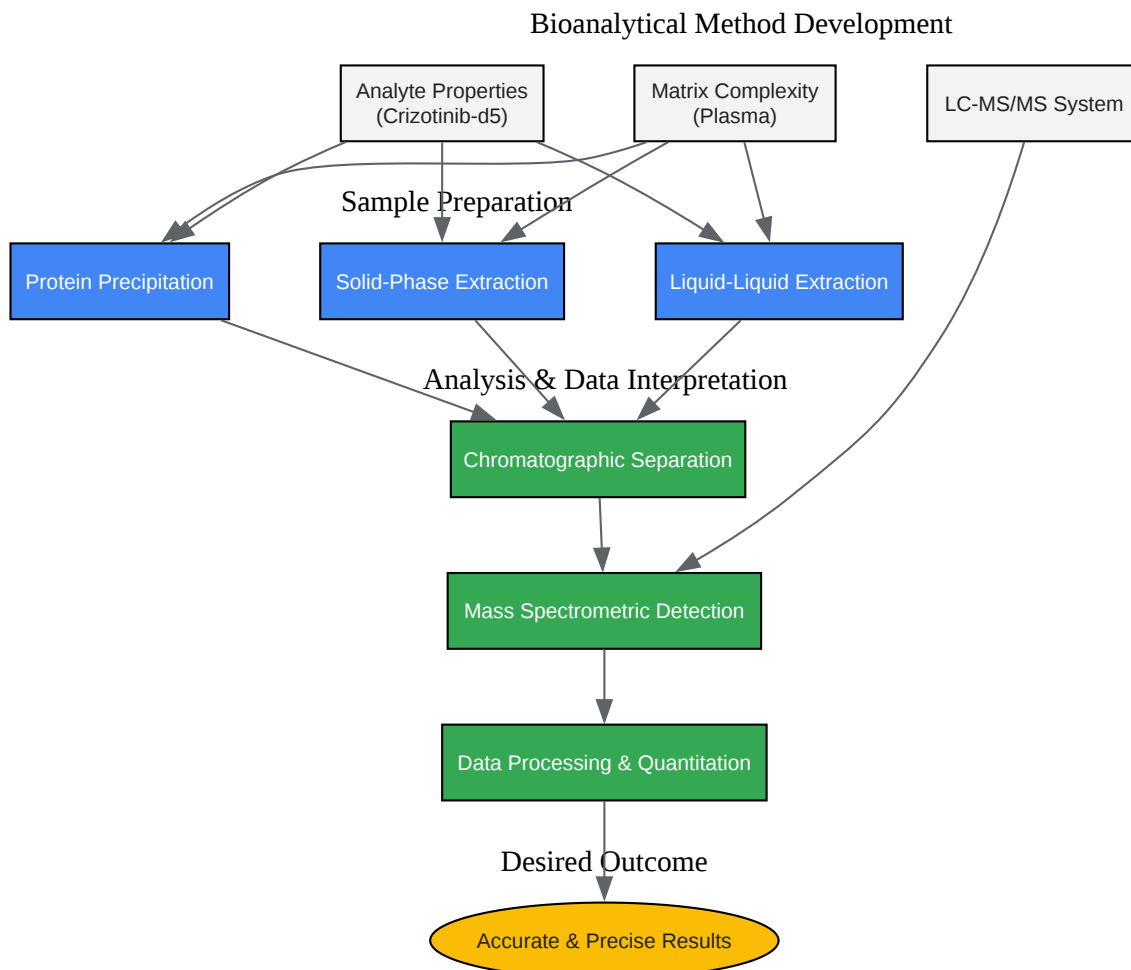 Bioanalytical Method Development
Analyte Properties
(Crizotinib-d5)
Matrix Complexity
(Plasma)
LC-MS/MS System
Sample Preparation
Protein Precipitation
Solid-Phase Extraction
Liquid-Liquid Extraction
Analysis & Data Interpretation
Chromatographic Separation
Mass Spectrometric Detection
Data Processing & Quantitation
Desired Outcome
Accurate & Precise Results